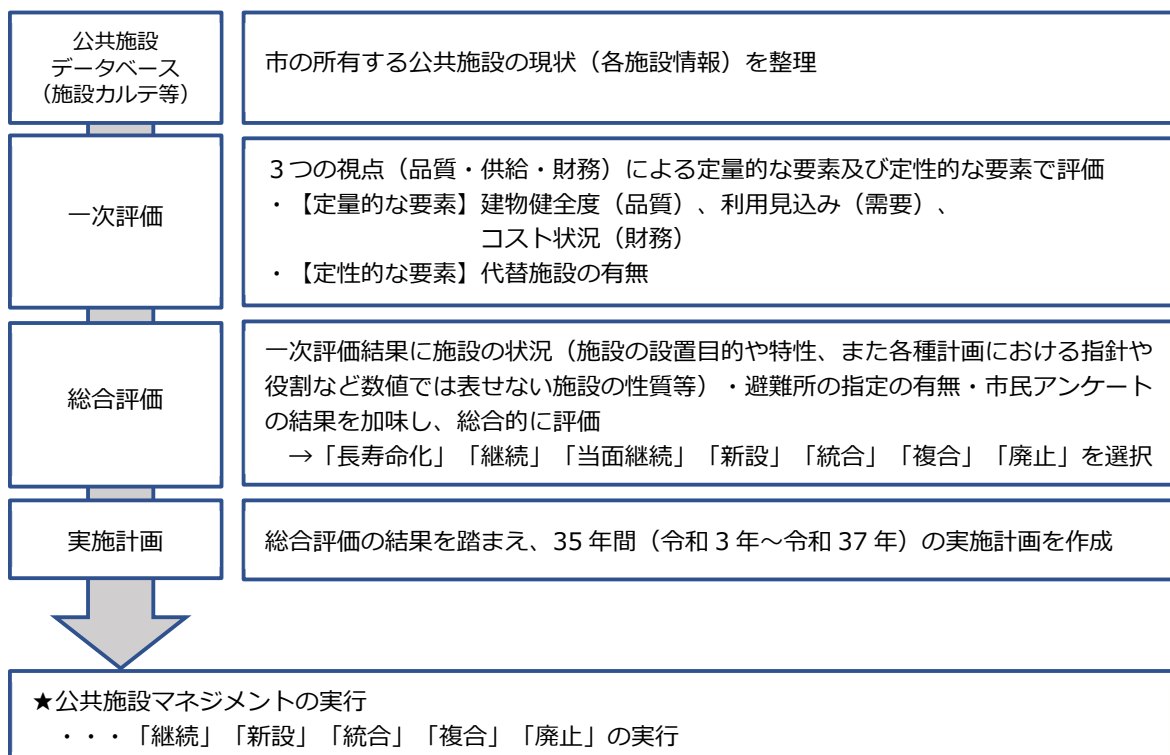 公共施設
データベース
（施設カルテ等）
市の所有する公共施設の現状（各施設情報）を整理
一次評価
３つの視点（品質・供給・財務）による定量的な要素及び定性的な要素で評価
・【定量的な要素】建物健全度（品質）、利用見込み（需要）、
コスト状況（財務）
・【定性的な要素】代替施設の有無
総合評価
一次評価結果に施設の状況（施設の設置目的や特性、また各種計画における指針や
役割など数値では表せない施設の性質等）・避難所の指定の有無・市民アンケート
の結果を加味し、総合的に評価
→「長寿命化」「継続」「当面継続」「新設」「統合」「複合」「廃止」を選択
実施計画
総合評価の結果を踏まえ、35 年間（令和 3 年～令和 37 年）の実施計画を作成
★公共施設マネジメントの実行
・・・「継続」「新設」「統合」「複合」「廃止」の実行